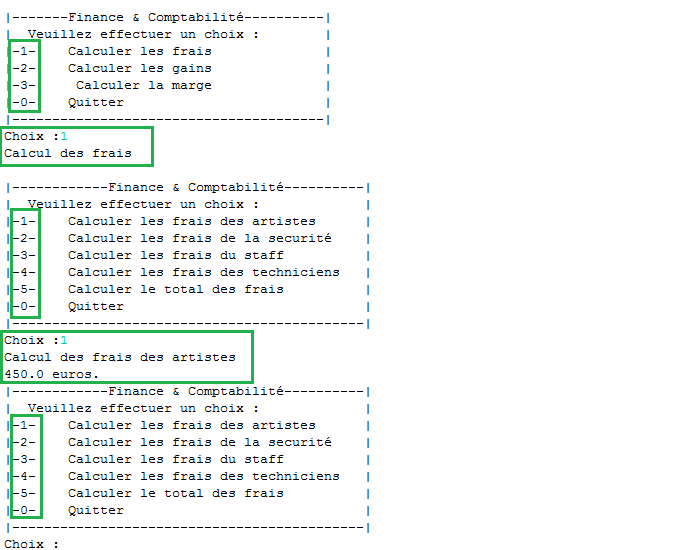 |-------Finance & Comptabilité----------|
| Veuillez effectuer un choix : |
|-1- Calculer les frais |
|-2- Calculer les gains |
|-3- Calculer la marge |
|-0- Quitter |
|---------------------------------------|
Choix :1
Calcul des frais
|------------Finance & Comptabilité----------|
| Veuillez effectuer un choix : |
|-1- Calculer les frais des artistes |
|-2- Calculer les frais de la securité |
|-3- Calculer les frais du staff |
|-4- Calculer les frais des techniciens |
|-5- Calculer le total des frais |
|-0- Quitter |
|--------------------------------------------|
Choix :1
Calcul des frais des artistes
450.0 euros.
|------------Finance & Comptabilité----------|
| Veuillez effectuer un choix : |
|-1- Calculer les frais des artistes |
|-2- Calculer les frais de la securité |
|-3- Calculer les frais du staff |
|-4- Calculer les frais des techniciens |
|-5- Calculer le total des frais |
|-0- Quitter |
|--------------------------------------------|
Choix :